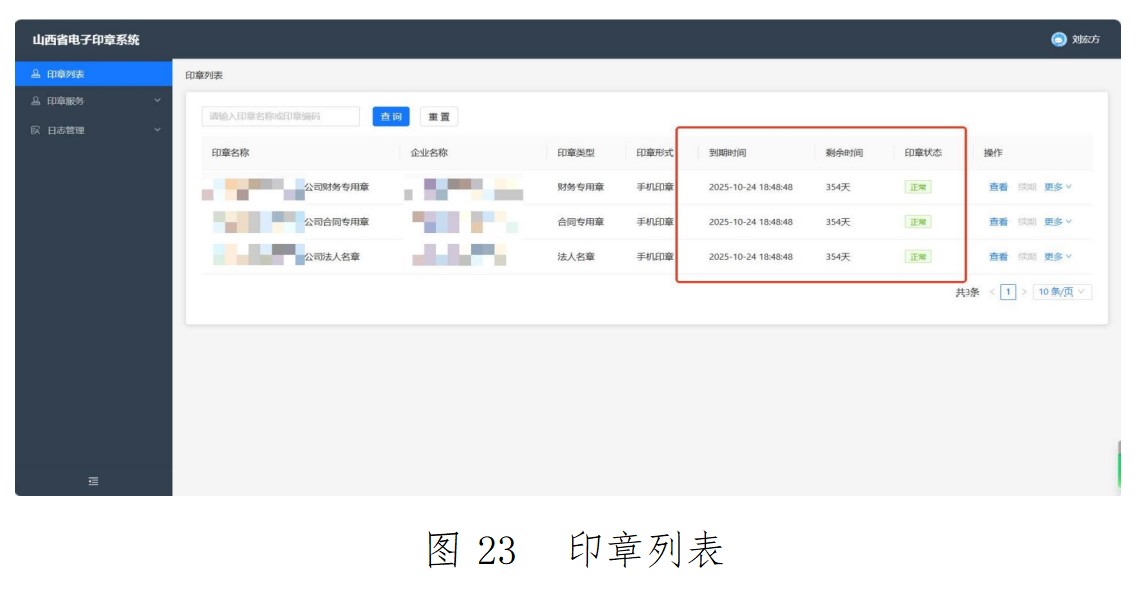 山西省电子印章系统
刘宏方
印章列表
印章服务
日志管理
印章列表
请输入印章名称或印章编码
查 询
重 置
印章名称 企业名称 印章类型 印章形式 到期时间 剩余时间 印章状态 操作
公司财务专用章 财务专用章 手机印章 2025-10-24 18:48:48 354天 正常 查看 续期 更多
公司合同专用章 合同专用章 手机印章 2025-10-24 18:48:48 354天 正常 查看 续期 更多
公司法人名章 法人名章 手机印章 2025-10-24 18:48:48 354天 正常 查看 续期 更多
共3条 < 1 > 10 条/页
图 23 印章列表